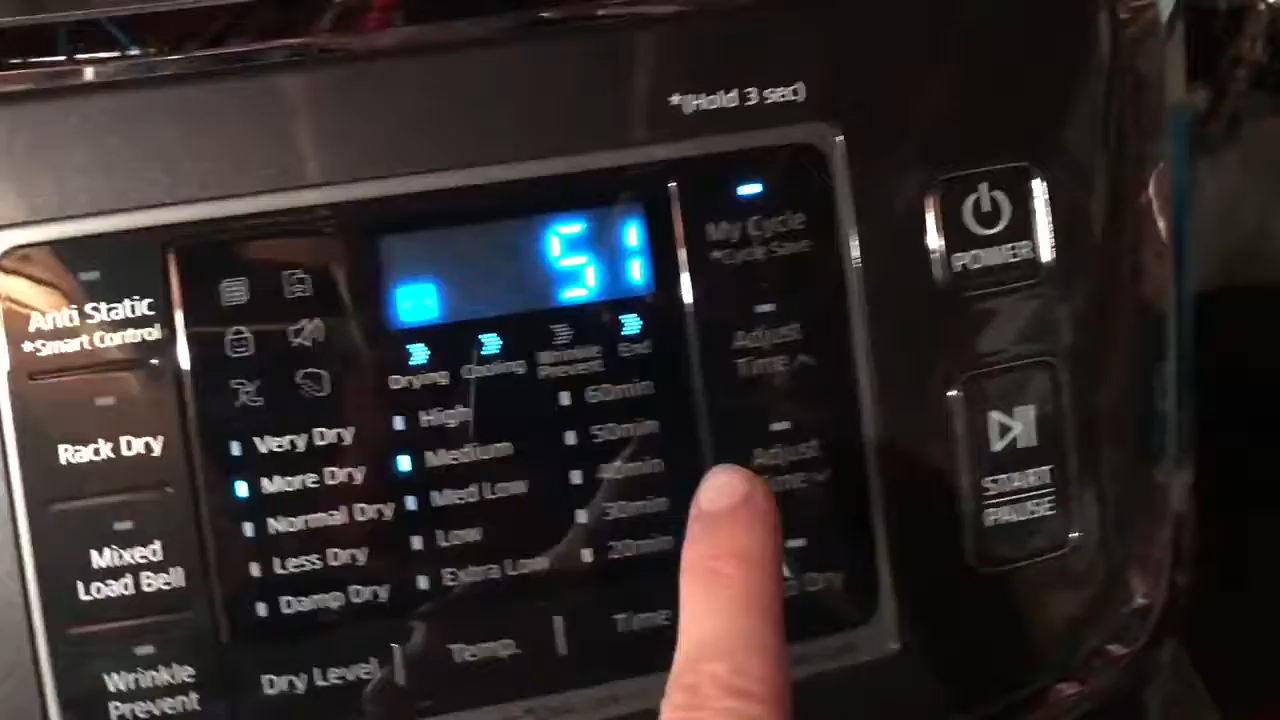 *(Hold 3 sec)
51
My Cycle
*Cycle Save
POWER
Anti Static
*Smart Control
Drying
Cooling
Wrinkle
Prevent
End
Adjust
Time
High
60min
Rack Dry
Very Dry
Medium
50min
Adjust
More Dry
Med Low
40min
START
PAUSE
Normal Dry
Low
30min
Mixed
Load Bell
Less Dry
Extra Low
20min
Damp Dry
Dry
Wrinkle
Prevent
Dry Level
Temp.
Time